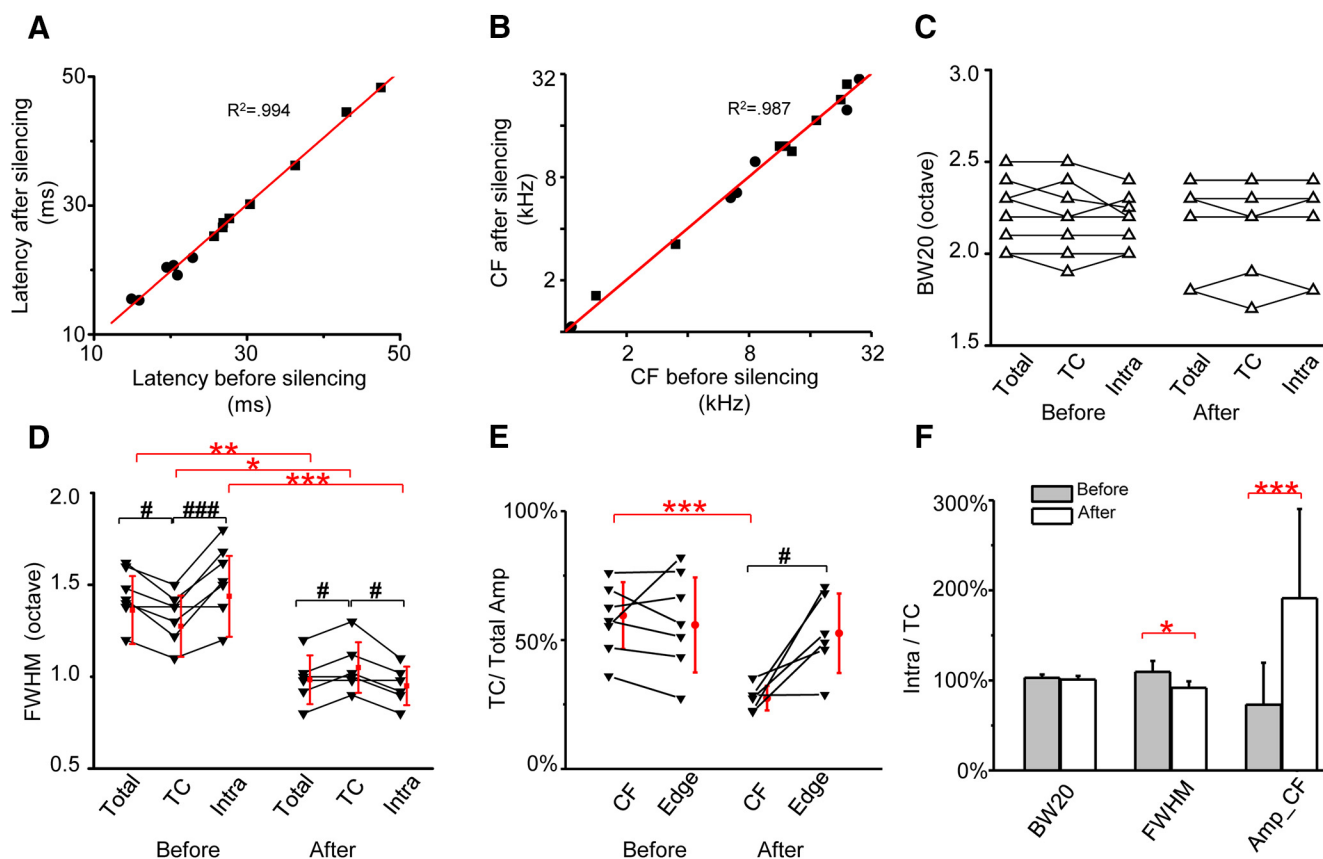 A
50
30
10
10
30
50
R²=.994
Latency after silencing
(ms)
Latency before silencing
(ms)
B
32
8
2
2
8
32
R²=.987
CF after silencing
(kHz)
CF before silencing
(kHz)
C
3.0
2.5
2.0
1.5
BW20 (octave)
Total
TC
Intra
Total
TC
Intra
Before
After
D
**
*
***
#
###
#
#
2.0
1.5
1.0
0.5
FWHM (octave)
Total
TC
Intra
Total
TC
Intra
Before
After
E
***
#
100%
50%
0%
TC/ Total Amp
CF
Edge
CF
Edge
Before
After
F
Before
After
***
*
300%
200%
100%
0%
Intra / TC
BW20
FWHM
Amp_CF